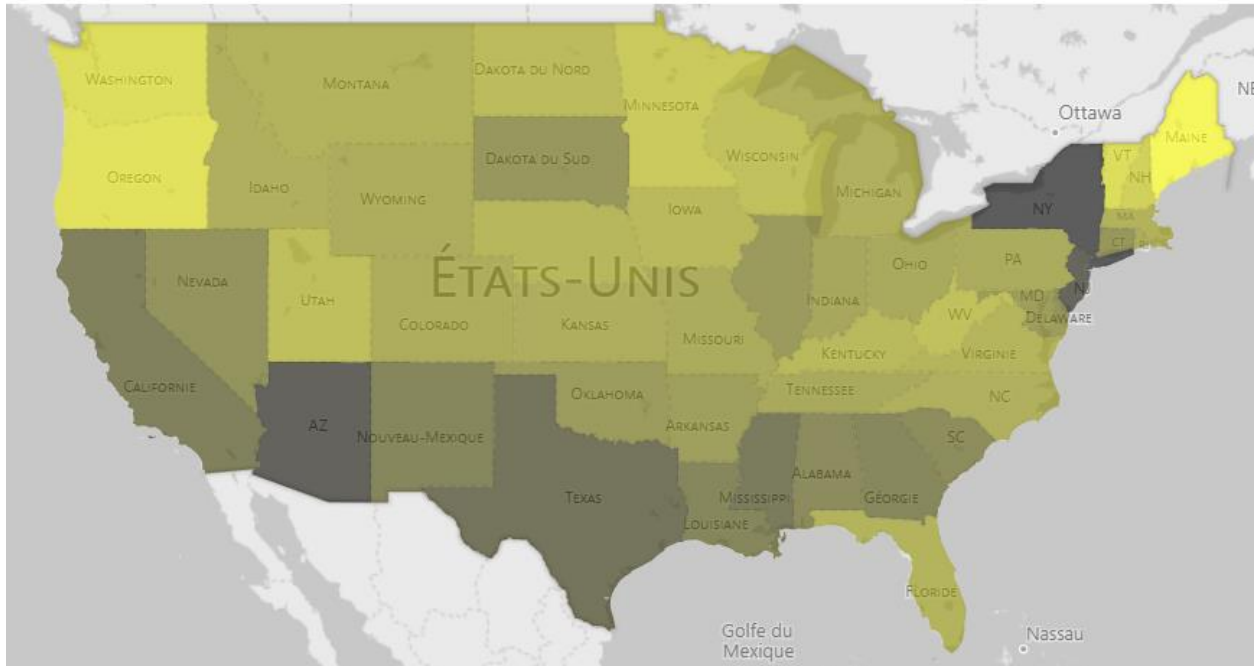 Washington
Montana
Dakota du Nord
Minnesota
Ottawa
NB
Maine
VT
NH
Oregon
Idaho
Wyoming
Dakota du Sud
Wisconsin
Michigan
Iowa
NY
MA
CT
RI
Nevada
Utah
États-Unis
Colorado
Kansas
Missouri
Indiana
Ohio
PA
NJ
MD
Delaware
WV
Virginie
Kentucky
Californie
AZ
Nouveau-Mexique
Oklahoma
Arkansas
Tennessee
NC
SC
Texas
Louisiane
Mississippi
Alabama
Géorgie
Floride
Golfe du
Mexique
Nassau